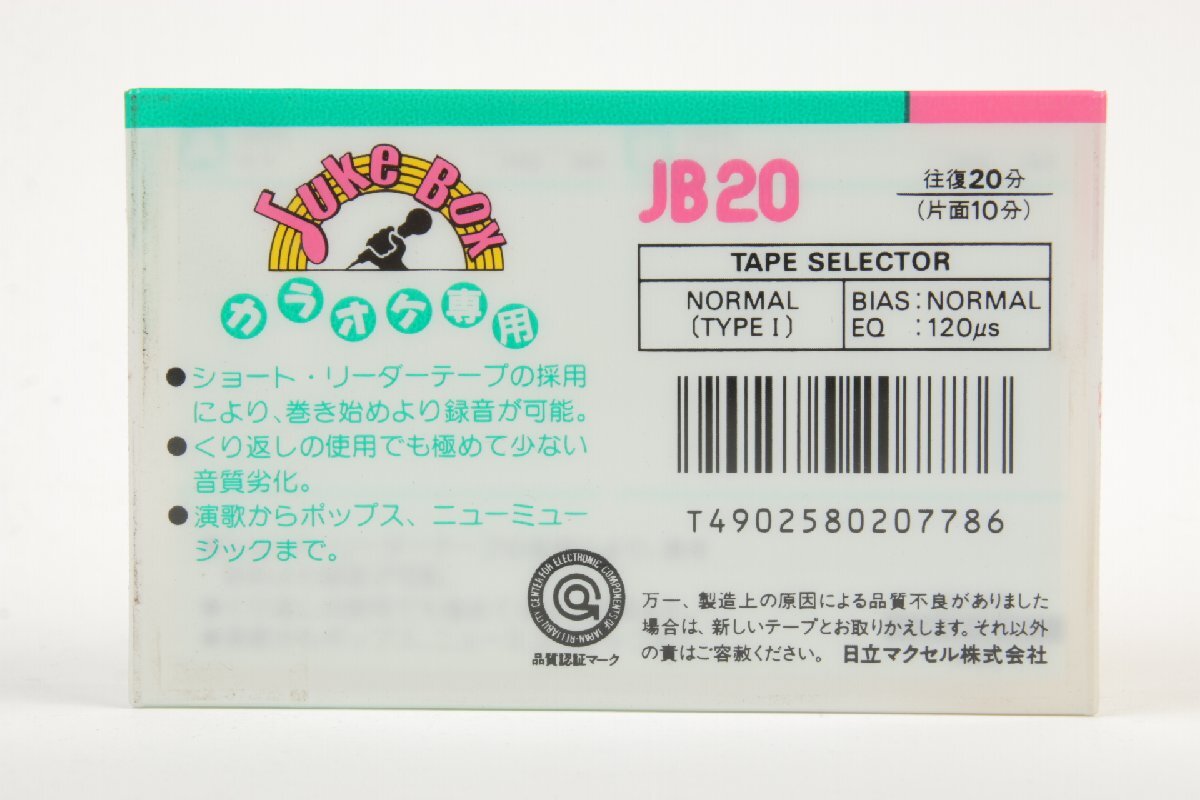 Juke Box
カラオケ専用
●ショート・リーダーテープの採用
により、巻き始めより録音が可能。
●くり返しの使用でも極めて少ない
音質劣化。
●演歌からポップス、ニューミュー
ジックまで。
JB20
往復20分
(片面10分)
TAPE SELECTOR
NORMAL
(TYPE I)
BIAS:NORMAL
EQ :120μs
T4902580207786
RELIABILITY CENTER FOR ELECTRONIC COMPONENTS OF JAPAN
品質認証マーク
万一、製造上の原因による品質不良がありました
場合は、新しいテープとお取りかえします。それ以外
の責はご容赦ください。 日立マクセル株式会社